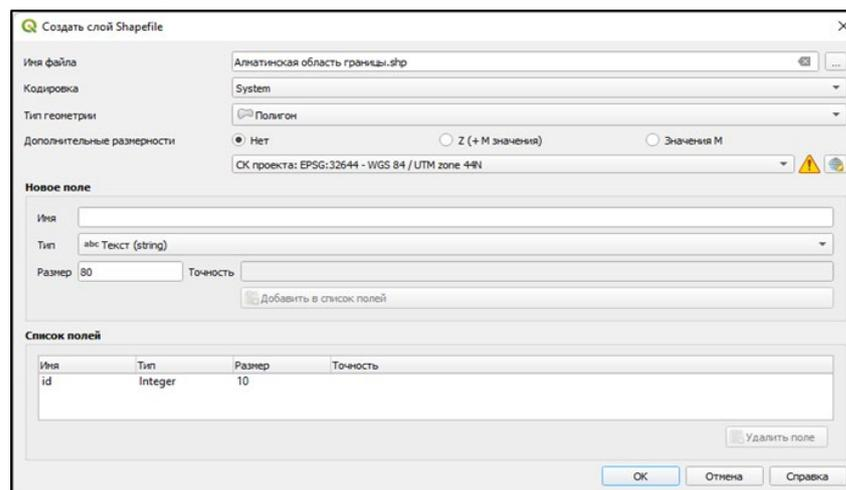 Создать слой Shapefile
Имя файла
Алматинская область границы.shp
...
Кодировка
System
Тип геометрии
Полигон
Дополнительные размерности
Нет
Z (+ M значения)
Значения M
СК проекта: EPSG:32644 - WGS 84 / UTM zone 44N
Новое поле
Имя
Тип
abc Текст (string)
Размер 80
Точность
Добавить в список полей
Список полей
Имя Тип Размер Точность
id Integer 10
Удалить поле
OK Отмена Справка